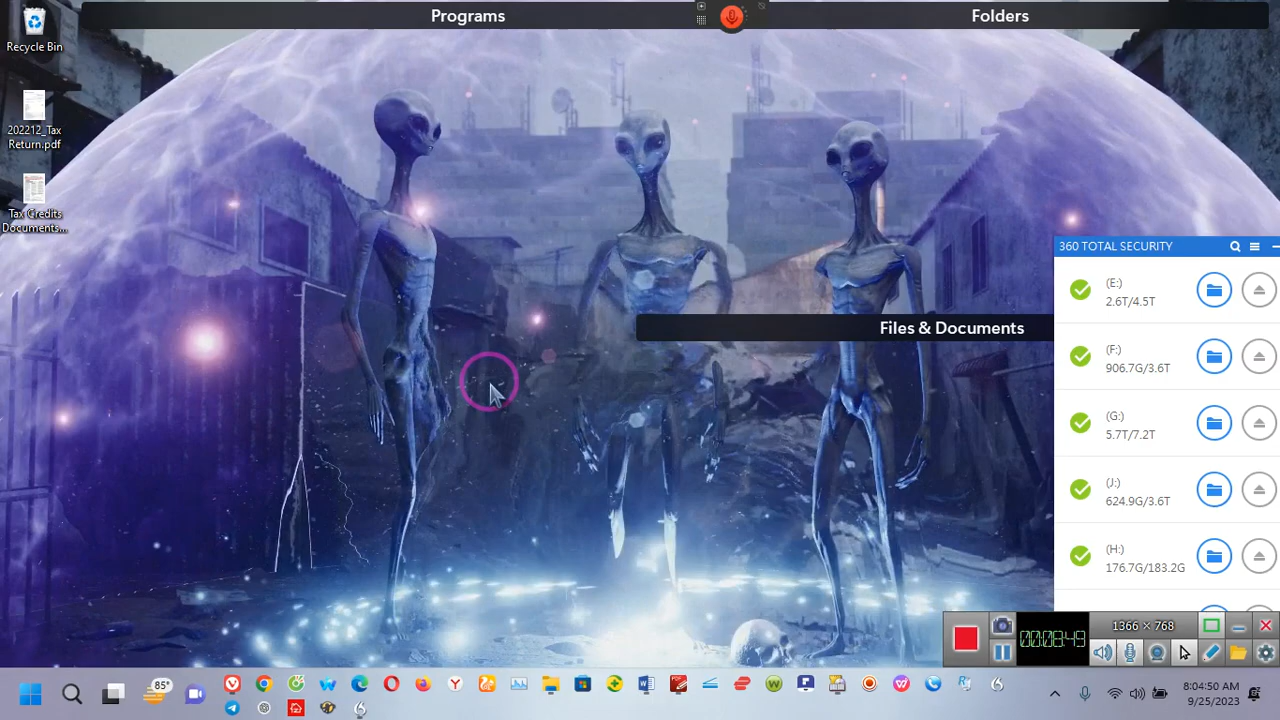 Programs
Folders
Recycle Bin
202212_Tax
Return.pdf
Tax Credits
Documents...
360 TOTAL SECURITY
(E:)
2.6T/4.5T
Files & Documents
(F:)
906.7G/3.6T
(G:)
5.7T/7.2T
(J:)
624.9G/3.6T
(H:)
176.7G/183.2G
00:08:49
1366 × 768
85°
8:04:50 AM
9/25/2023